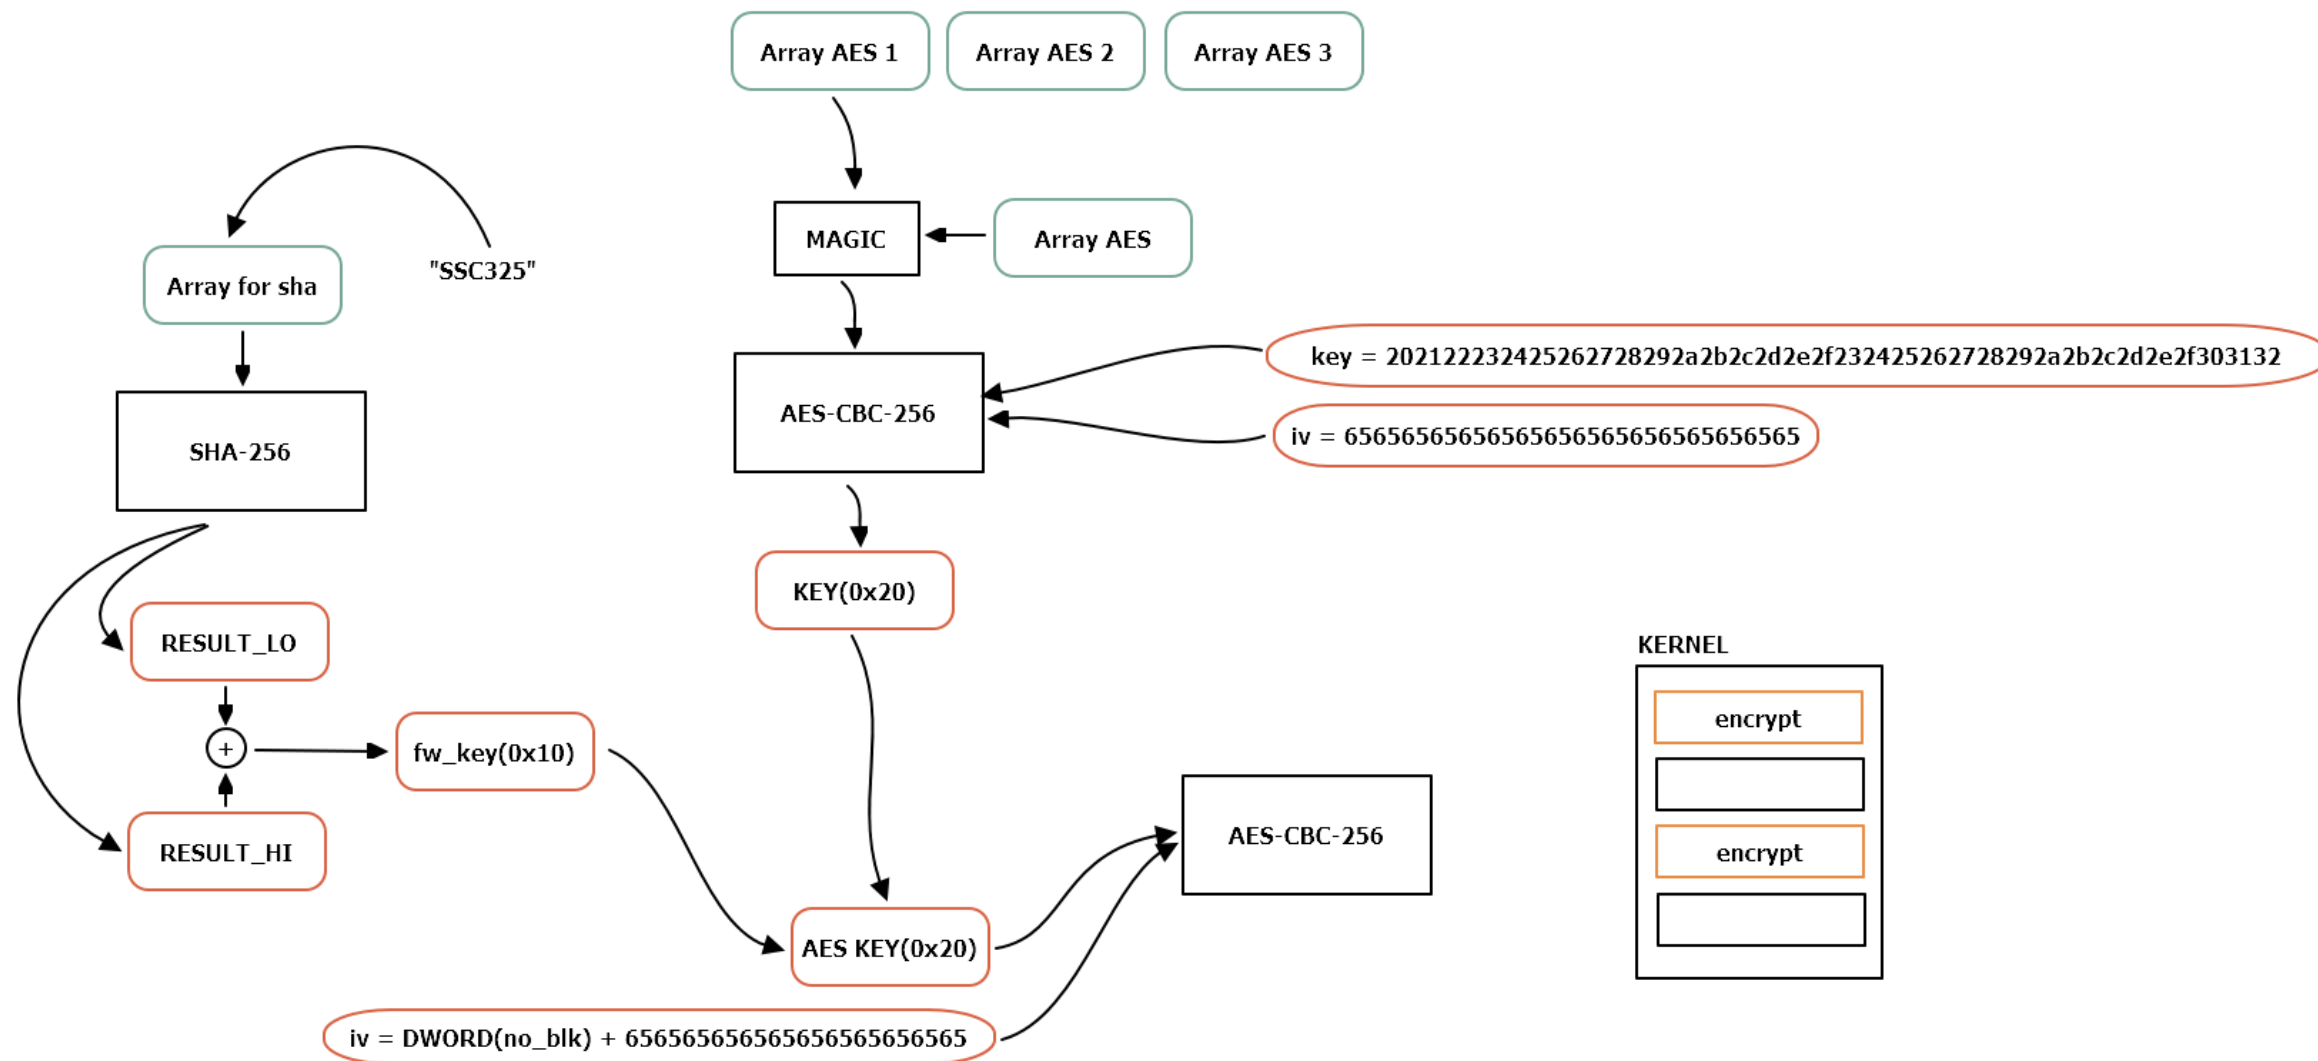 Array AES 1
Array AES 2
Array AES 3
MAGIC
Array AES
"SSC325"
Array for sha
key = 202122232425262728292a2b2c2d2e2f232425262728292a2b2c2d2e2f303132
AES-CBC-256
iv = 65656565656565656565656565656565
SHA-256
KEY(0x20)
RESULT_LO
KERNEL
encrypt
fw_key(0x10)
AES-CBC-256
RESULT_HI
encrypt
AES KEY(0x20)
iv = DWORD(no_blk) + 656565656565656565656565
+